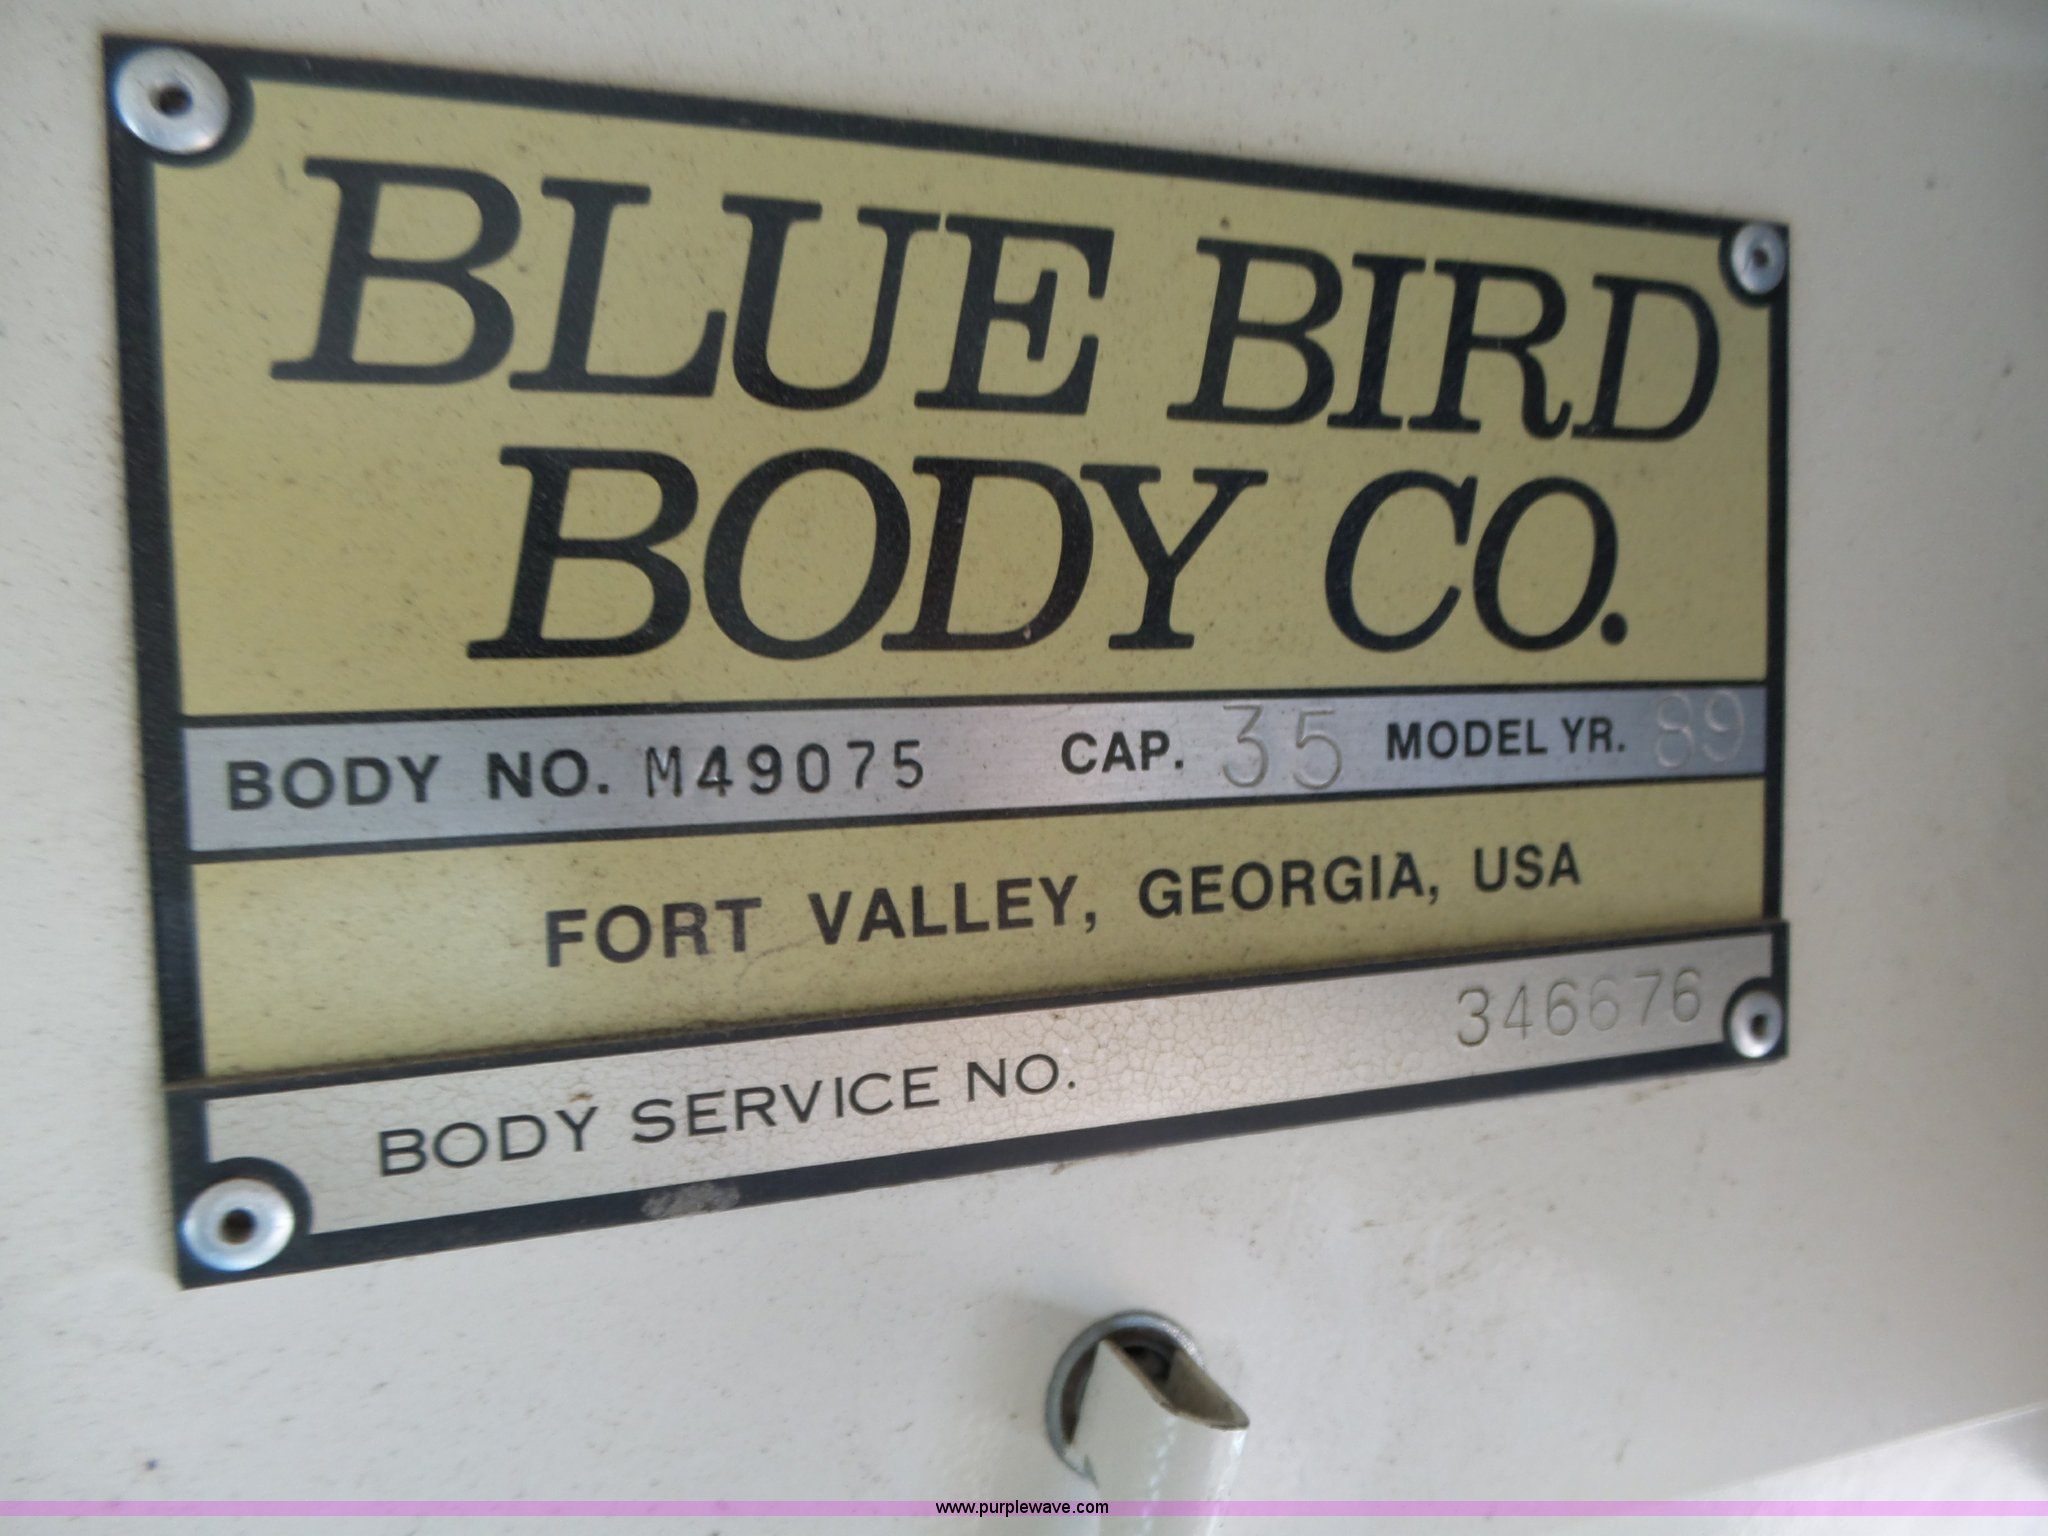 BLUE BIRD
BODY CO.
BODY NO. M49075 CAP. 35 MODEL YR. 89
FORT VALLEY, GEORGIA, USA
BODY SERVICE NO. 346676
www.purplewave.com